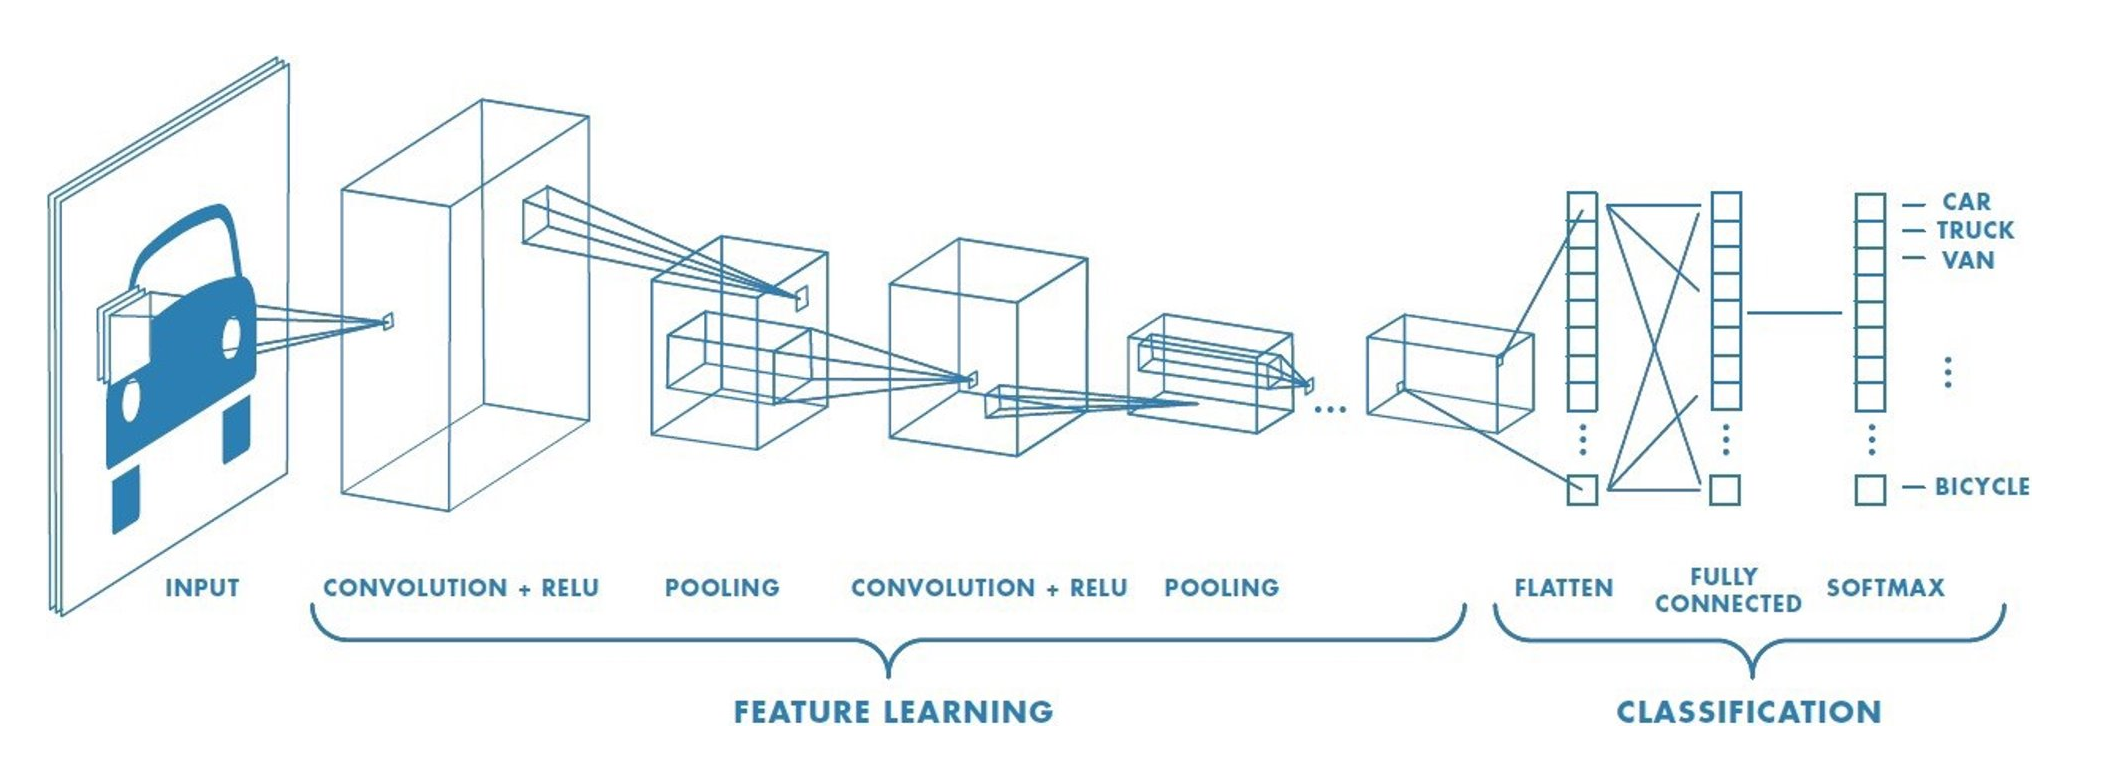 CAR
TRUCK
VAN
BICYCLE
INPUT
CONVOLUTION + RELU
POOLING
CONVOLUTION + RELU
POOLING
FLATTEN
FULLY
CONNECTED
SOFTMAX
FEATURE LEARNING
CLASSIFICATION